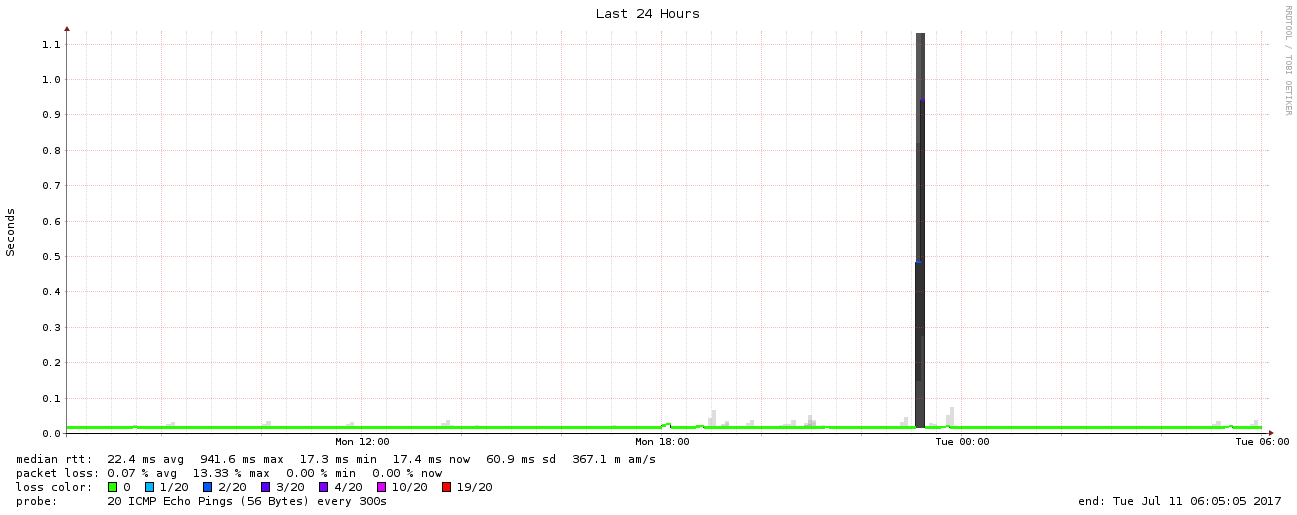 Last 24 Hours
RRDTOOL / TOBI OETIKER
Seconds
1.1
1.0
0.9
0.8
0.7
0.6
0.5
0.4
0.3
0.2
0.1
0.0
Mon 12:00 Mon 18:00 Tue 00:00 Tue 06:00
median rtt: 22.4 ms avg 941.6 ms max 17.3 ms min 17.4 ms now 60.9 ms sd 367.1 m am/s
packet loss: 0.07 % avg 13.33 % max 0.00 % min 0.00 % now
loss color: 0 1/20 2/20 3/20 4/20 10/20 19/20
probe: 20 ICMP Echo Pings (56 Bytes) every 300s end: Tue Jul 11 06:05:05 2017